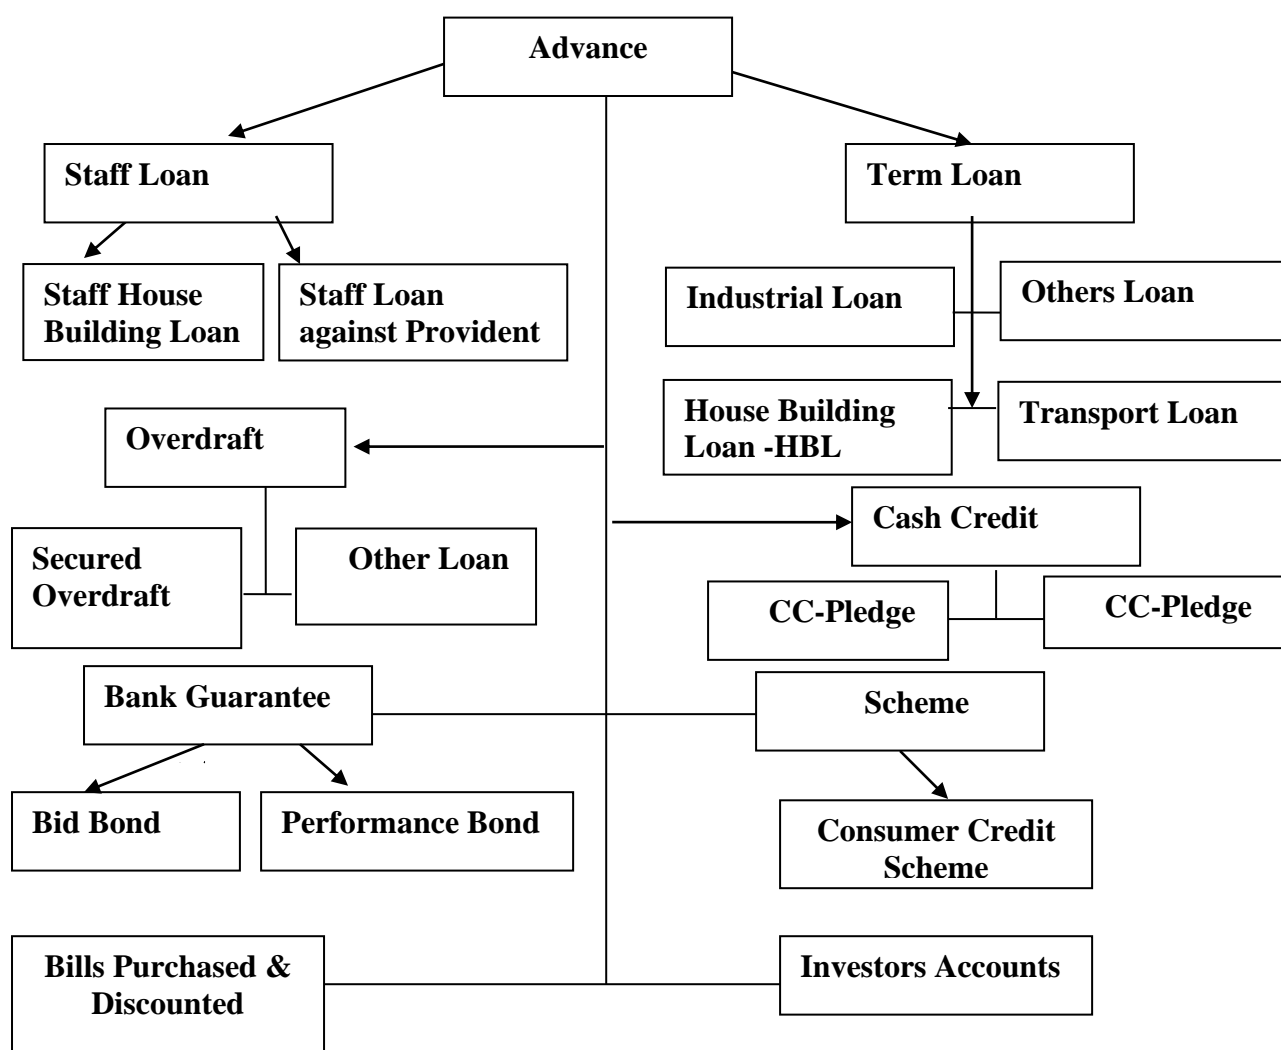 Advance
Staff Loan
Term Loan
Staff House
Building Loan
Staff Loan
against Provident
Industrial Loan
Others Loan
House Building
Loan -HBL
Transport Loan
Overdraft
Cash Credit
Secured
Overdraft
Other Loan
CC-Pledge
CC-Pledge
Bank Guarantee
Scheme
Bid Bond
Performance Bond
Consumer Credit
Scheme
Bills Purchased &
Discounted
Investors Accounts